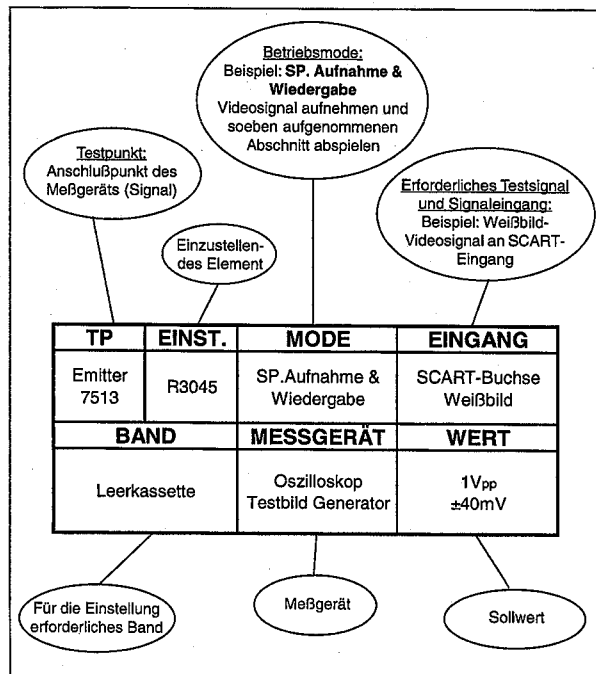 Betriebsmode:
Beispiel: SP. Aufnahme &
Wiedergabe
Videosignal aufnehmen und
soeben aufgenommenen
Abschnitt abspielen
Testpunkt:
Anschlußpunkt des
Meßgeräts (Signal)
Erforderliches Testsignal
und Signaleingang:
Beispiel: Weißbild-
Videosignal an SCART-
Eingang
Einzustellen-
des Element
TP EINST. MODE EINGANG
Emitter
7513
R3045
SP.Aufnahme &
Wiedergabe
SCART-Buchse
Weißbild
BAND MESSGERÄT WERT
Leerkassette
Oszilloskop
Testbild Generator
1Vpp
±40mV
Für die Einstellung
erforderliches Band
Meßgerät
Sollwert